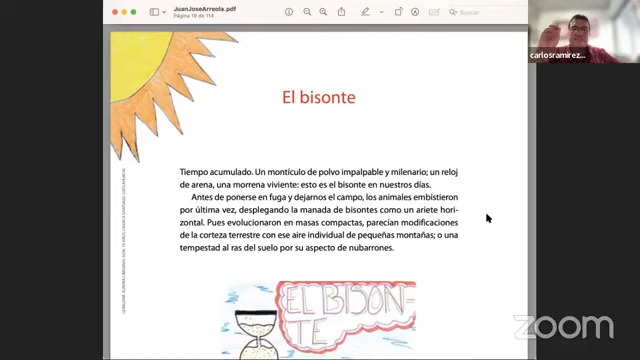 JuanJoseArreola.pdf
Página 19 de 114
Buscar
carlosramirez...
El bisonte
Tiempo acumulado. Un montículo de polvo impalpable y milenario; un reloj
de arena, una morrena viviente: esto es el bisonte en nuestros días.
Antes de ponerse en fuga y dejarnos el campo, los animales embistieron
por última vez, desplegando la manada de bisontes como un ariete hori-
zontal. Pues evolucionaron en masas compactas, parecían modificaciones
de la corteza terrestre con ese aire individual de pequeñas montañas; o una
tempestad al ras del suelo por su aspecto de nubarrones.
EL BISON-
TE
zoom